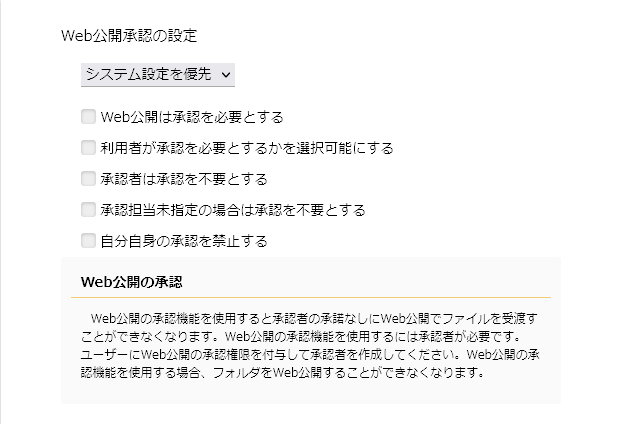 Web公開承認の設定
システム設定を優先
Web公開は承認を必要とする
利用者が承認を必要とするかを選択可能にする
承認者は承認を不要とする
承認担当未指定の場合は承認を不要とする
自分自身の承認を禁止する
Web公開の承認
Web公開の承認機能を使用すると承認者の承諾なしにWeb公開でファイルを受渡す
ことができなくなります。Web公開の承認機能を使用するには承認者が必要です。
ユーザーにWeb公開の承認権限を付与して承認者を作成してください。Web公開の承
認機能を使用する場合、フォルダをWeb公開することができなくなります。